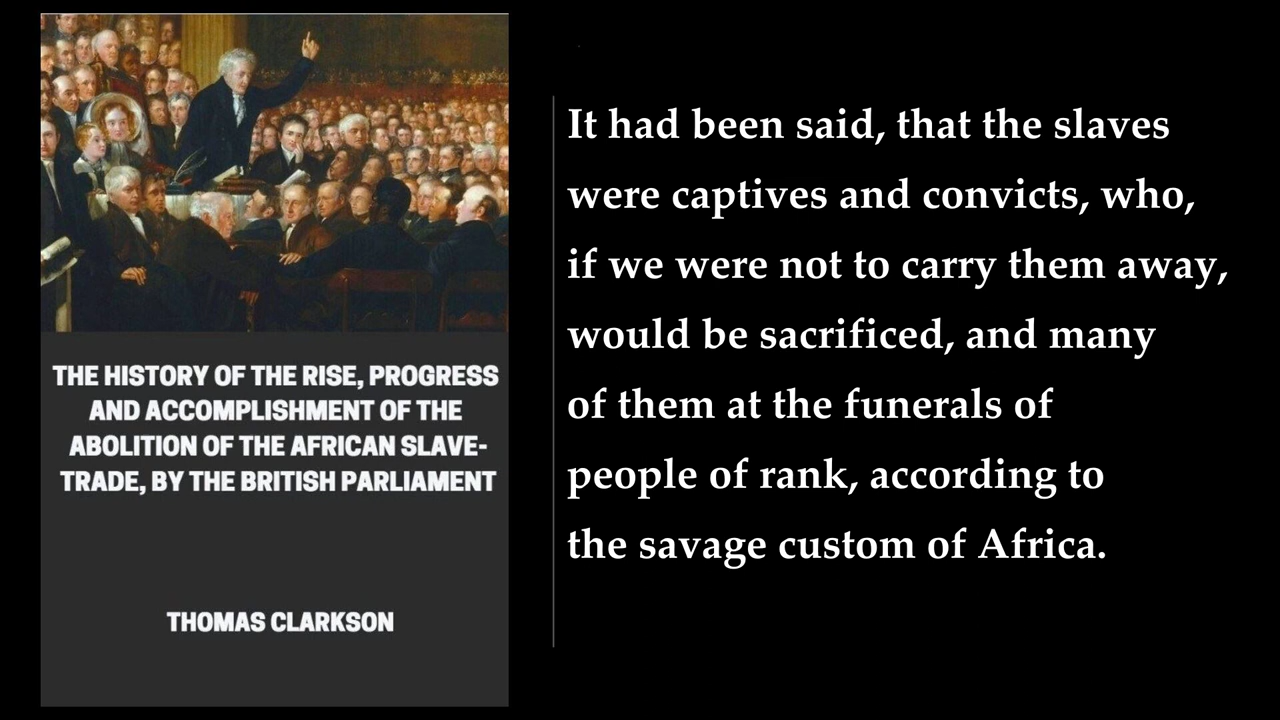 THE HISTORY OF THE RISE, PROGRESS
AND ACCOMPLISHMENT OF THE
ABOLITION OF THE AFRICAN SLAVE-
TRADE, BY THE BRITISH PARLIAMENT
THOMAS CLARKSON
It had been said, that the slaves
were captives and convicts, who,
if we were not to carry them away,
would be sacrificed, and many
of them at the funerals of
people of rank, according to
the savage custom of Africa.